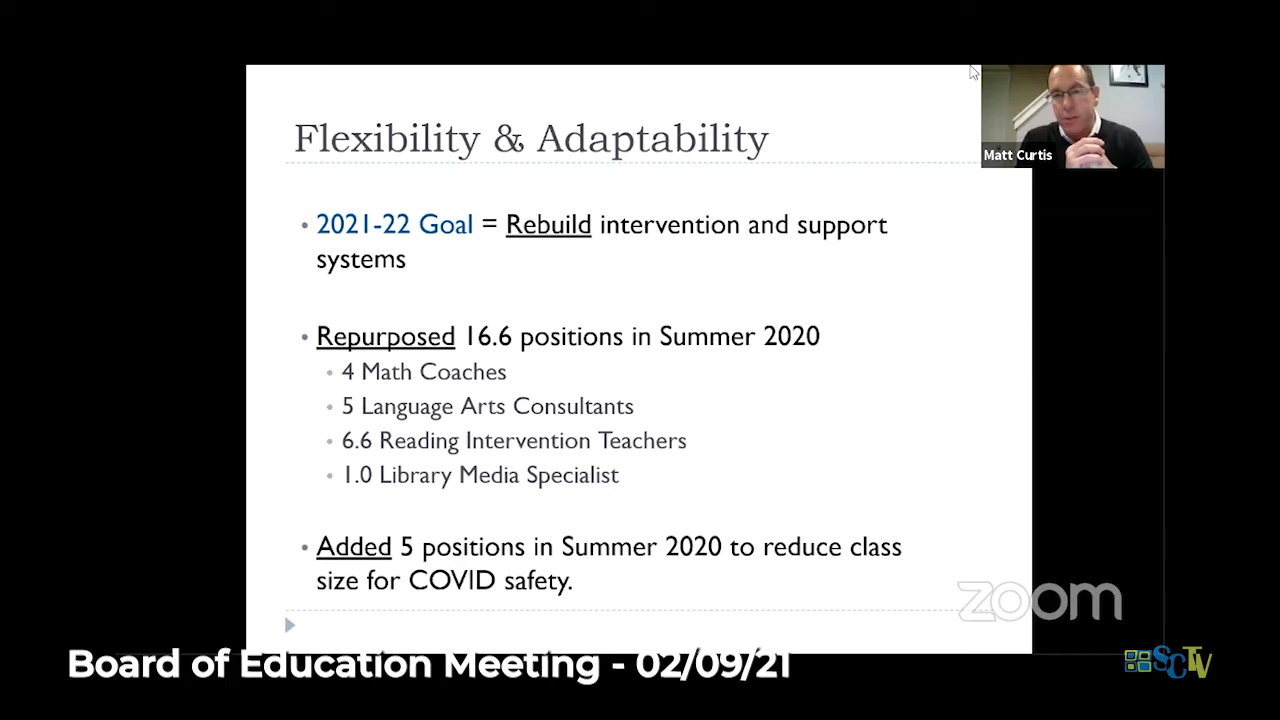 Flexibility & Adaptability
Matt Curtis
• 2021-22 Goal = Rebuild intervention and support
systems
• Repurposed 16.6 positions in Summer 2020
• 4 Math Coaches
• 5 Language Arts Consultants
• 6.6 Reading Intervention Teachers
• 1.0 Library Media Specialist
• Added 5 positions in Summer 2020 to reduce class
size for COVID safety.
zoom
Board of Education Meeting - 02/09/21
SCTV